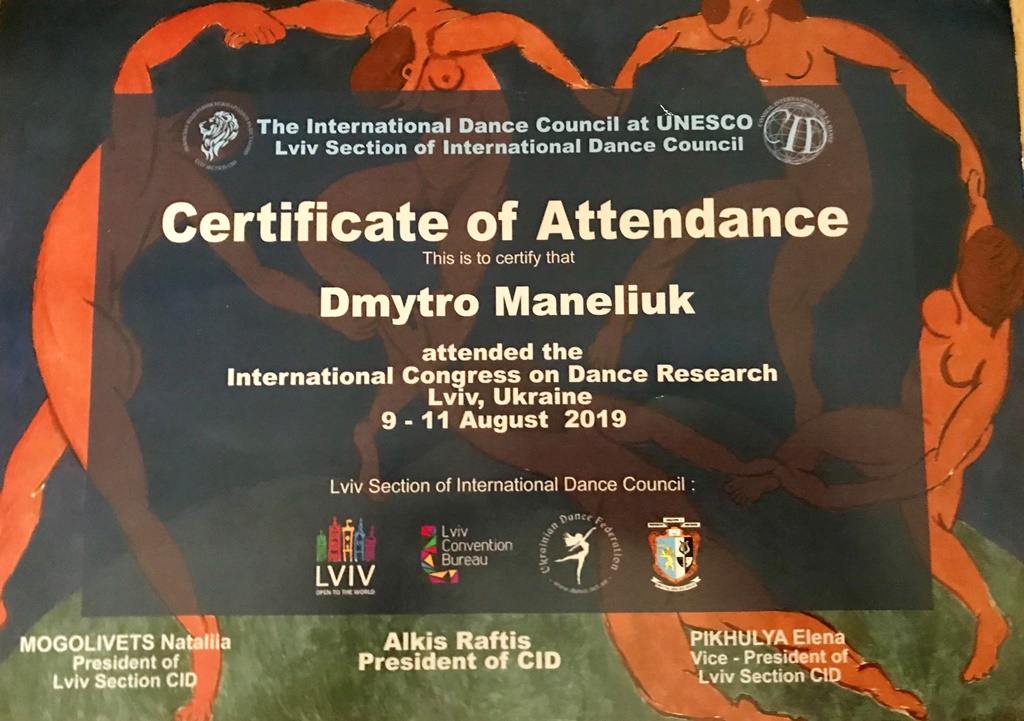 The International Dance Council at UNESCO
Lviv Section of International Dance Council
Certificate of Attendance
This is to certify that
Dmytro Maneliuk
attended the
International Congress on Dance Research
Lviv, Ukraine
9 - 11 August 2019
Lviv Section of International Dance Council :
LVIV
OPEN TO THE WORLD
Lviv
Convention
Bureau
Ukrainian Dance Federation
MOGOLIVETS Nataliia
President of
Lviv Section CID
Alkis Raftis
President of CID
PIKHULYA Elena
Vice - President of
Lviv Section CID